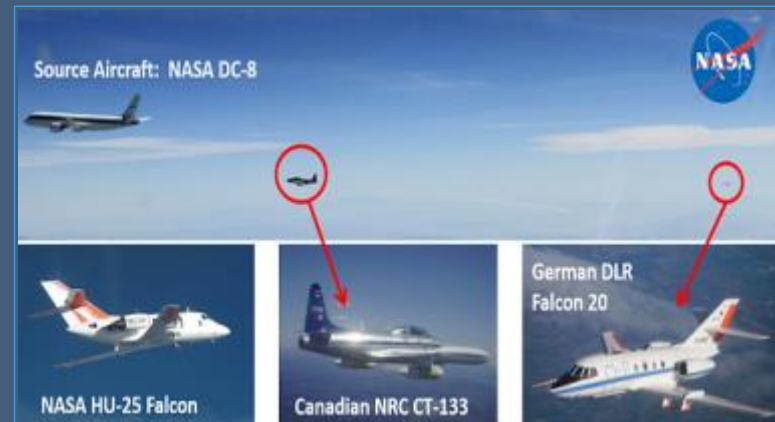 Source Aircraft: NASA DC-8
NASA
NASA HU-25 Falcon
Canadian NRC CT-133
German DLR
Falcon 20